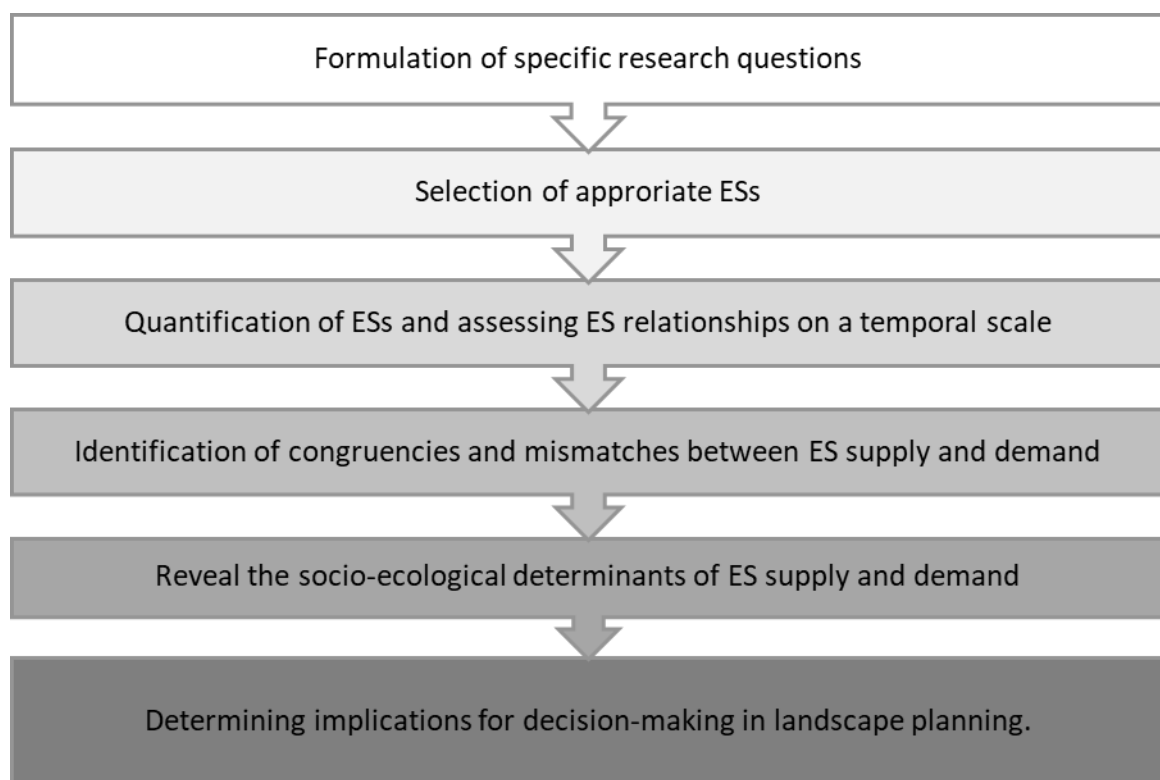 Formulation of specific research questions
Selection of approriate ESs
Quantification of ESs and assessing ES relationships on a temporal scale
Identification of congruencies and mismatches between ES supply and demand
Reveal the socio-ecological determinants of ES supply and demand
Determining implications for decision-making in landscape planning.